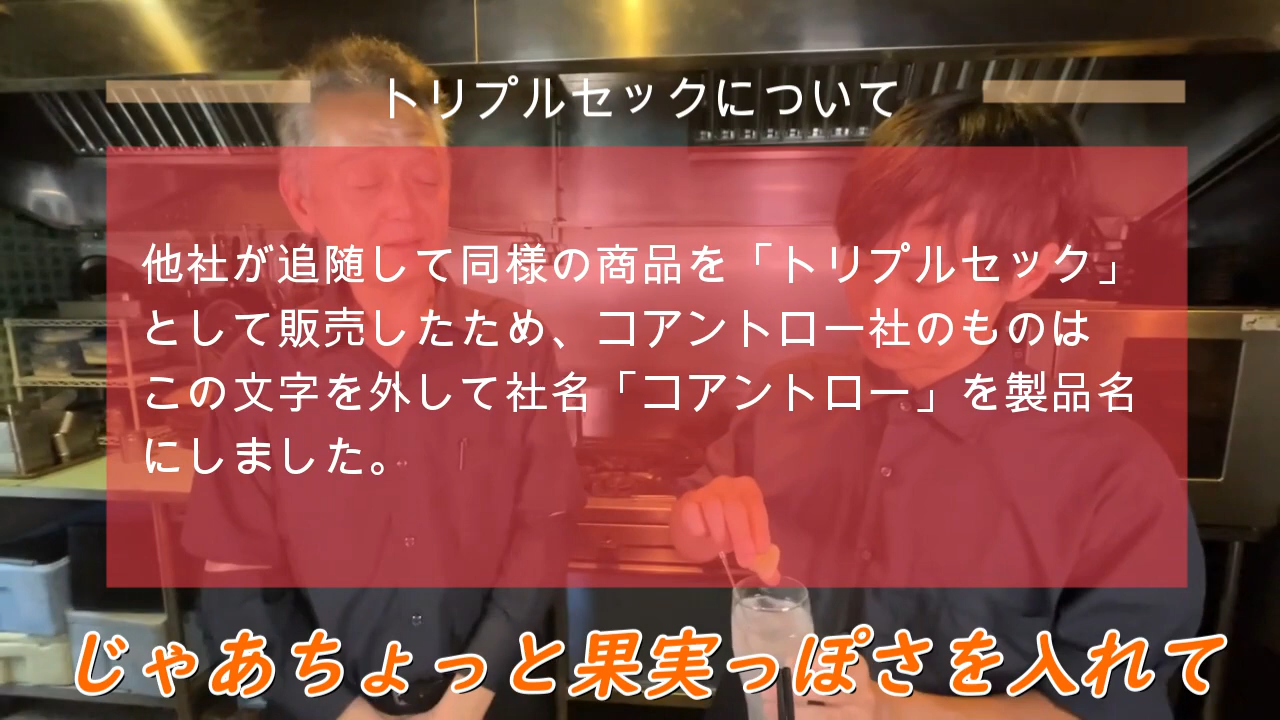 トリプルセックについて
他社が追随して同様の商品を「トリプルセック」
として販売したため、コアントロー社のものは
この文字を外して社名「コアントロー」を製品名
にしました。
じゃあちょっと果実っぽさを入れて